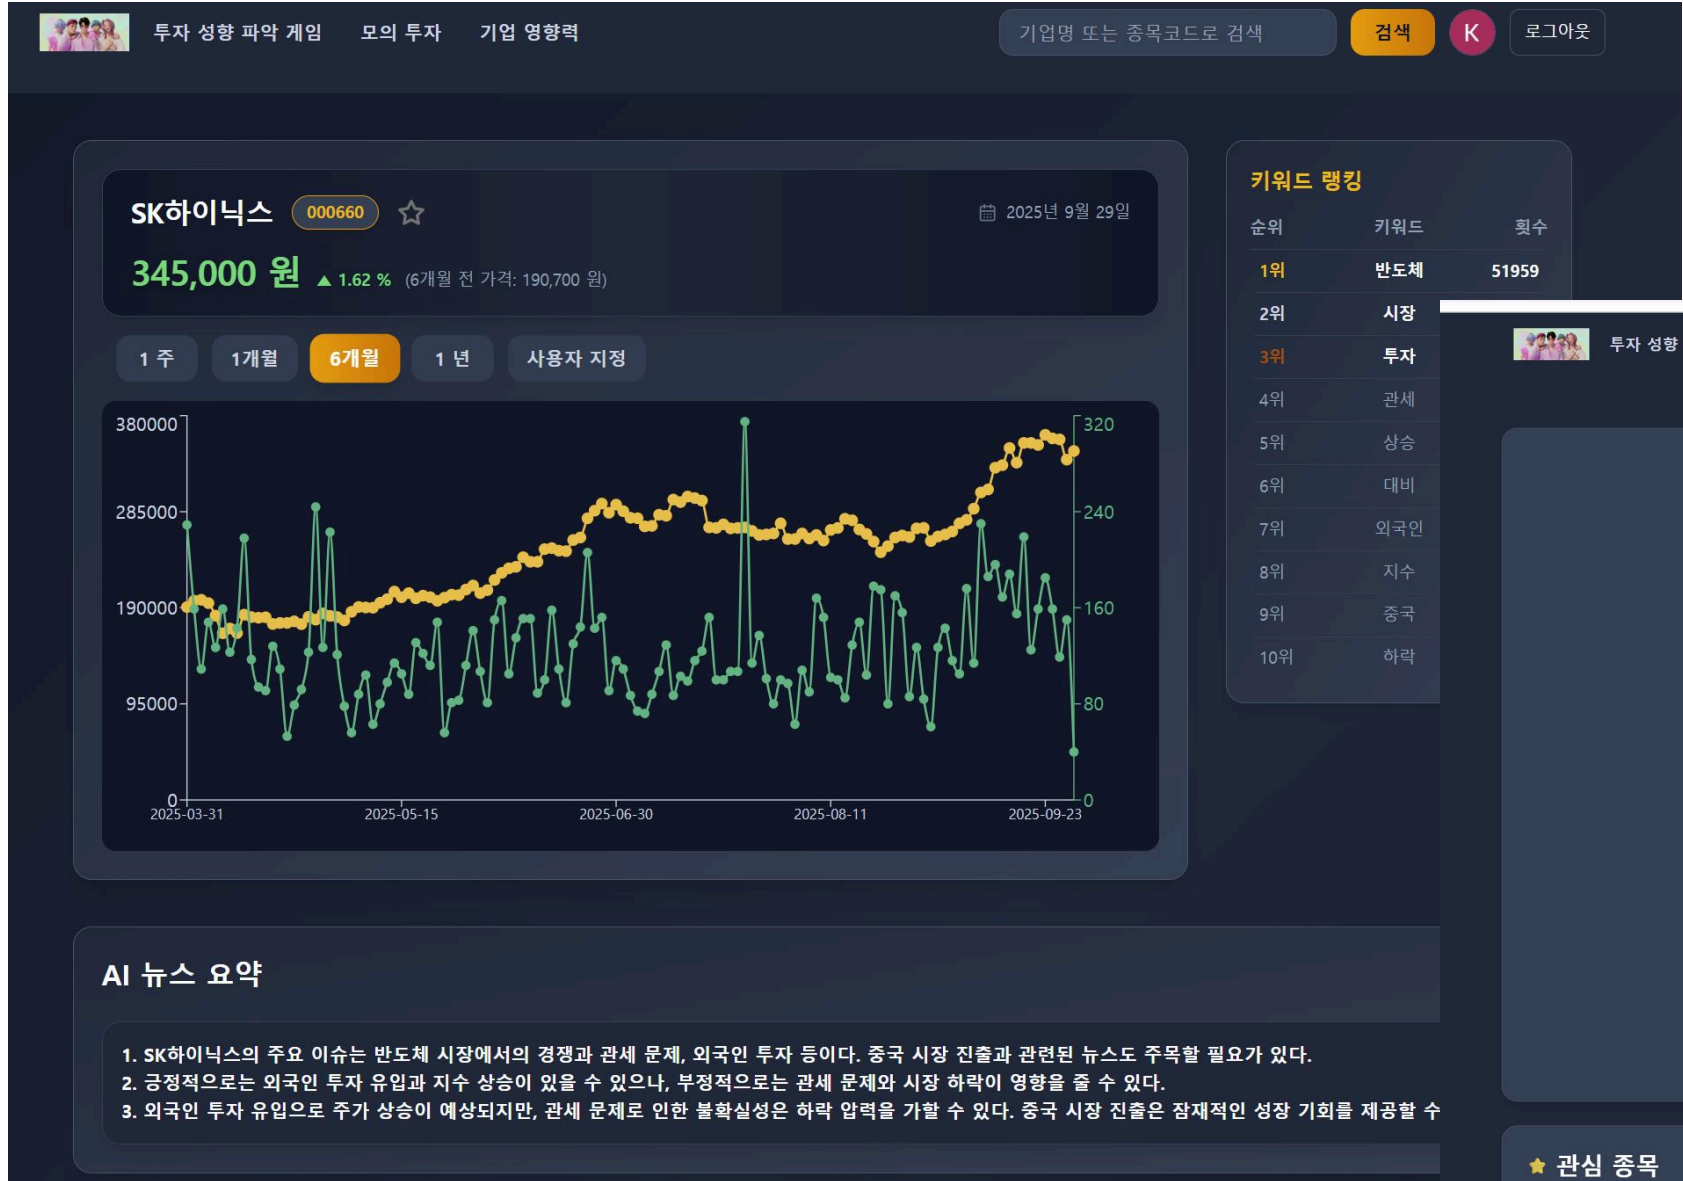 투자 성향 파악 게임
모의 투자
기업 영향력
기업명 또는 종목코드로 검색
검색
K
로그아웃
SK하이닉스
000660
2025년 9월 29일
345,000 원
▲ 1.62 %
(6개월 전 가격: 190,700 원)
1 주
1개월
6개월
1 년
사용자 지정
380000
285000
190000
95000
0
320
240
160
80
0
2025-03-31
2025-05-15
2025-06-30
2025-08-11
2025-09-23
키워드 랭킹
순위 키워드 횟수
1위 반도체 51959
2위 시장
3위 투자
4위 관세
5위 상승
6위 대비
7위 외국인
8위 지수
9위 중국
10위 하락
AI 뉴스 요약
1. SK하이닉스의 주요 이슈는 반도체 시장에서의 경쟁과 관세 문제, 외국인 투자 등이다. 중국 시장 진출과 관련된 뉴스도 주목할 필요가 있다.
2. 긍정적으로는 외국인 투자 유입과 지수 상승이 있을 수 있으나, 부정적으로는 관세 문제와 시장 하락이 영향을 줄 수 있다.
3. 외국인 투자 유입으로 주가 상승이 예상되지만, 관세 문제로 인한 불확실성은 하락 압력을 가할 수 있다. 중국 시장 진출은 잠재적인 성장 기회를 제공할 수
투자 성향
관심 종목